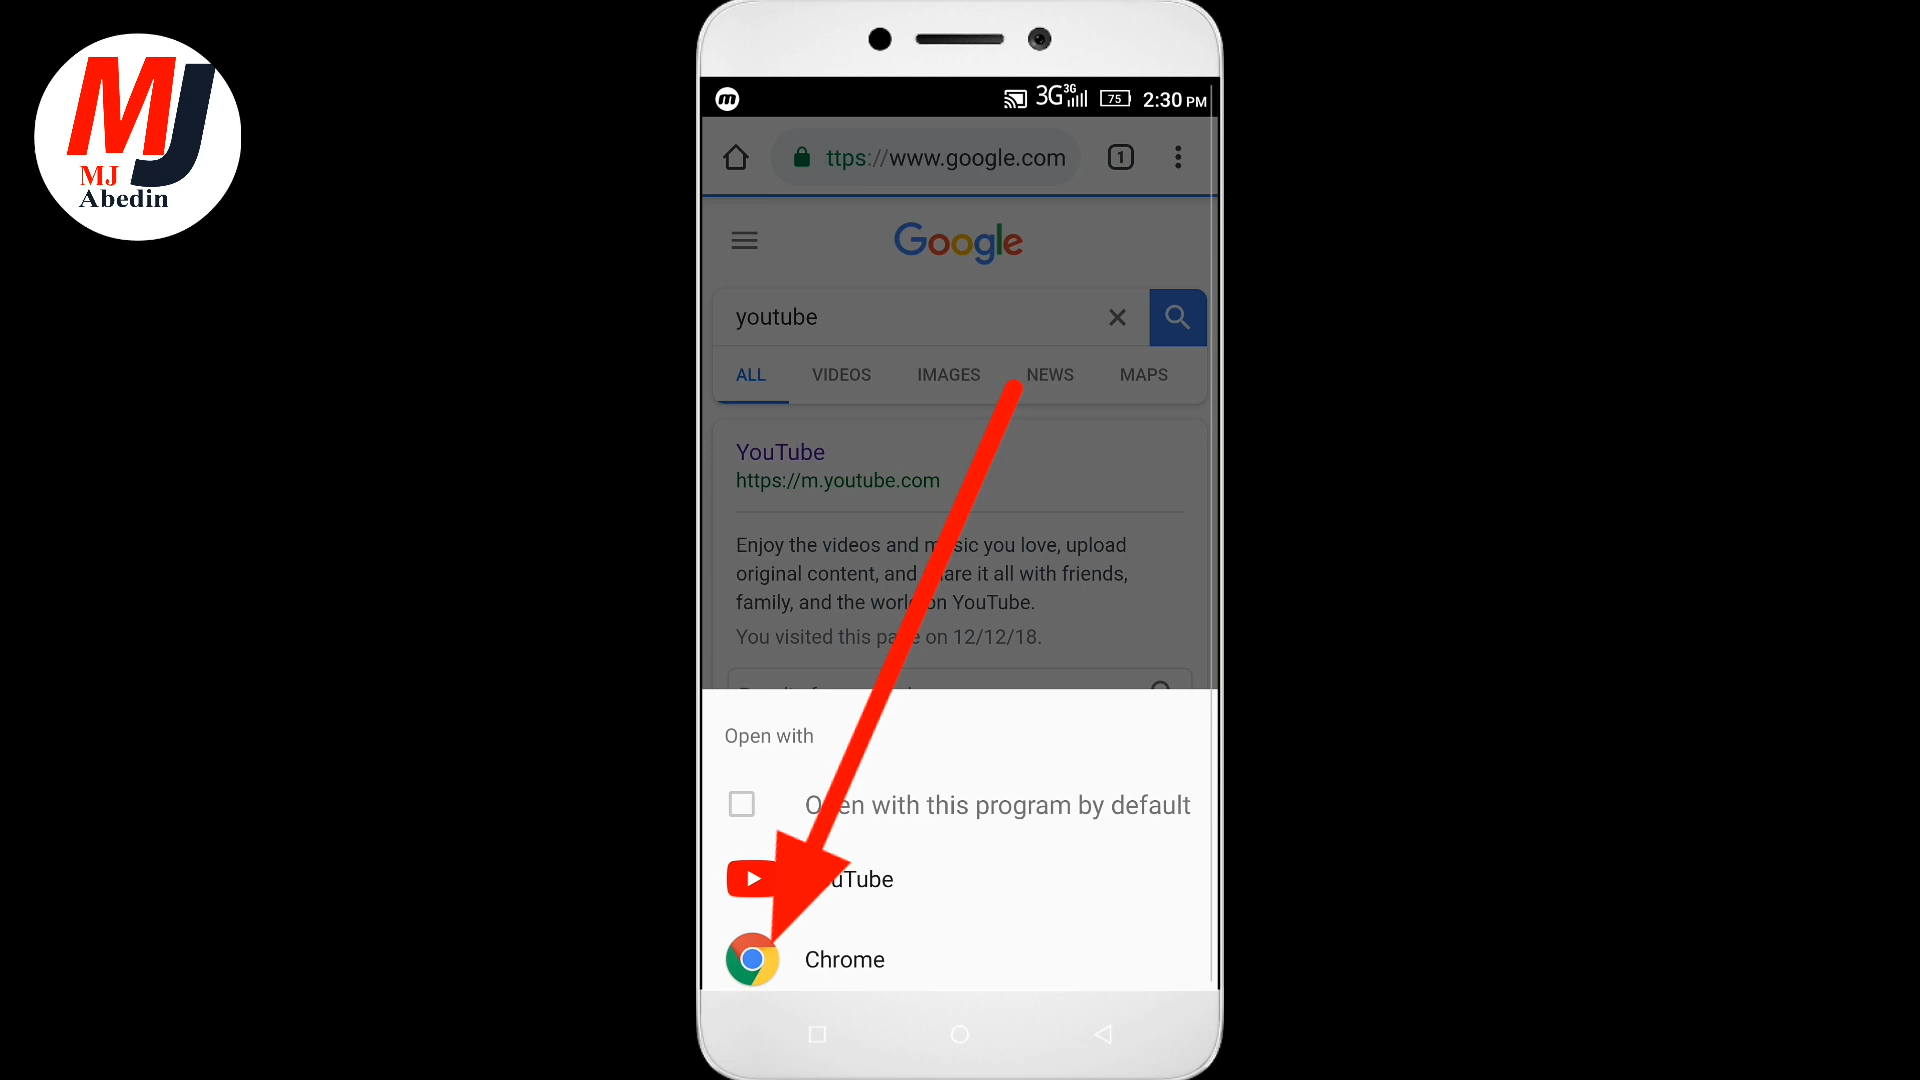 MJ
MJ
Abedin
m
3G 3G 75 2:30 PM
ttps://www.google.com 1
Google
youtube
ALL VIDEOS IMAGES NEWS MAPS
YouTube
https://m.youtube.com
Enjoy the videos and music you love, upload
original content, and share it all with friends,
family, and the world on YouTube.
You visited this page on 12/12/18.
Open with
Open with this program by default
YouTube
Chrome